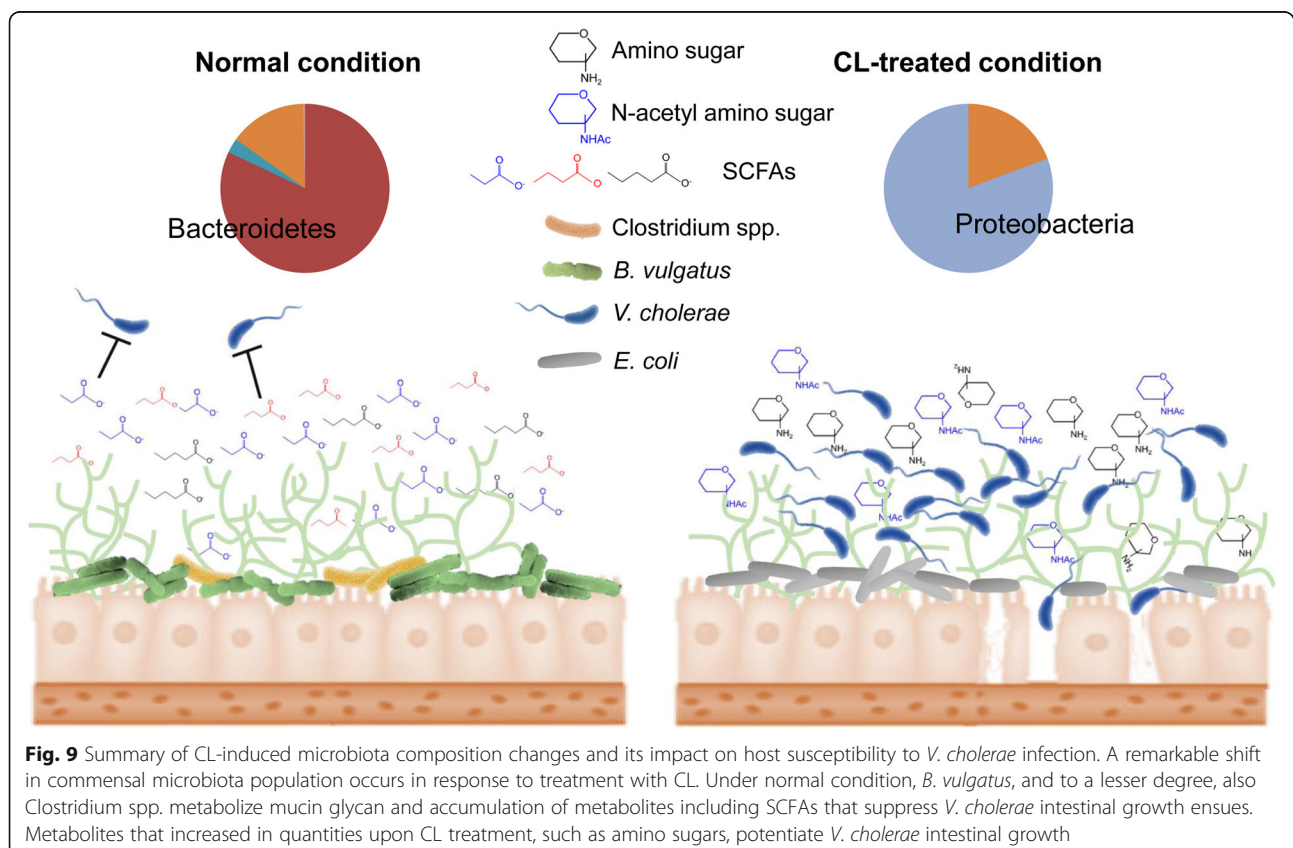 Normal condition
Bacteroidetes
Amino sugar
O
NH2
N-acetyl amino sugar
O
NHAc
SCFAs
O
O-
O
O
O
O-
Clostridium spp.
B. vulgatus
V. cholerae
E. coli
CL-treated condition
Proteobacteria
Fig. 9 Summary of CL-induced microbiota composition changes and its impact on host susceptibility to V. cholerae infection. A remarkable shift
in commensal microbiota population occurs in response to treatment with CL. Under normal condition, B. vulgatus, and to a lesser degree, also
Clostridium spp. metabolize mucin glycan and accumulation of metabolites including SCFAs that suppress V. cholerae intestinal growth ensues.
Metabolites that increased in quantities upon CL treatment, such as amino sugars, potentiate V. cholerae intestinal growth